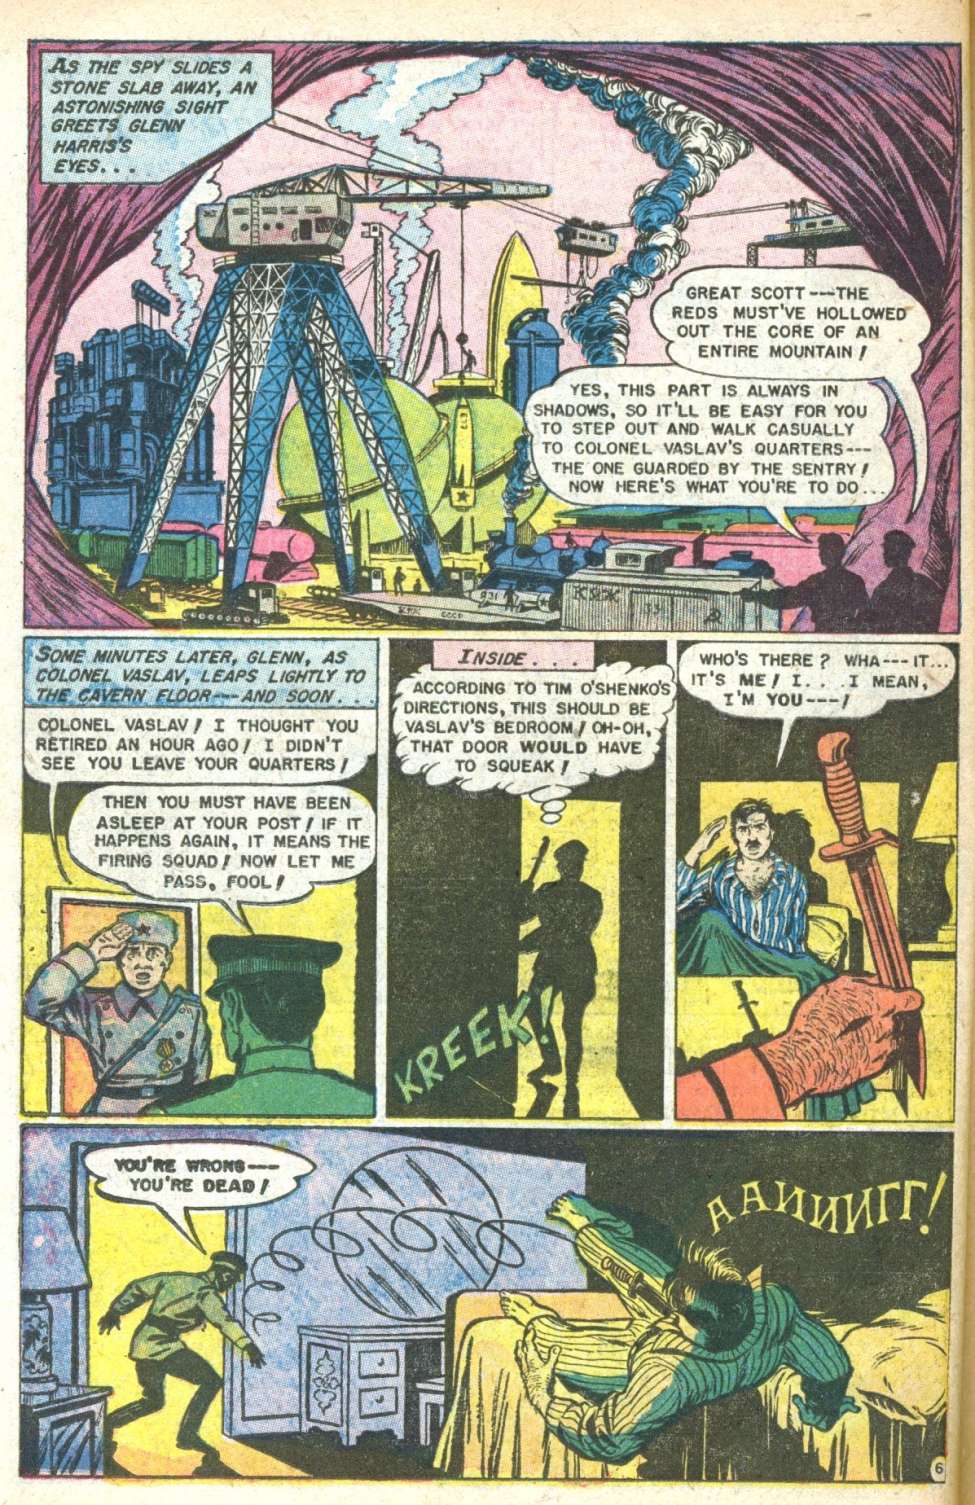 AS THE SPY SLIDES A
STONE SLAB AWAY, AN
ASTONISHING SIGHT
GREETS GLENN
HARRIS'S
EYES...
GREAT SCOTT---THE
REDS MUST'VE HOLLOWED
OUT THE CORE OF AN
ENTIRE MOUNTAIN!
YES, THIS PART IS ALWAYS IN
SHADOWS, SO IT'LL BE EASY FOR YOU
TO STEP OUT AND WALK CASUALLY
TO COLONEL VASLAV'S QUARTERS---
THE ONE GUARDED BY THE SENTRY!
NOW HERE'S WHAT YOU'RE TO DO...
SOME MINUTES LATER, GLENN, AS
COLONEL VASLAV, LEAPS LIGHTLY TO
THE CAVERN FLOOR---AND SOON...
COLONEL VASLAV! I THOUGHT YOU
RETIRED AN HOUR AGO! I DIDN'T
SEE YOU LEAVE YOUR QUARTERS!
THEN YOU MUST HAVE BEEN
ASLEEP AT YOUR POST! IF IT
HAPPENS AGAIN, IT MEANS THE
FIRING SQUAD! NOW LET ME
PASS, FOOL!
INSIDE...
ACCORDING TO TIM O'SHENKO'S
DIRECTIONS, THIS SHOULD BE
VASLAV'S BEDROOM! OH-OH,
THAT DOOR WOULD HAVE
TO SQUEAK!
KREEK!
WHO'S THERE? WHA---IT...
IT'S ME! I...I MEAN,
I'M YOU---!
YOU'RE WRONG---
YOU'RE DEAD!
AAИИИГГ!
6